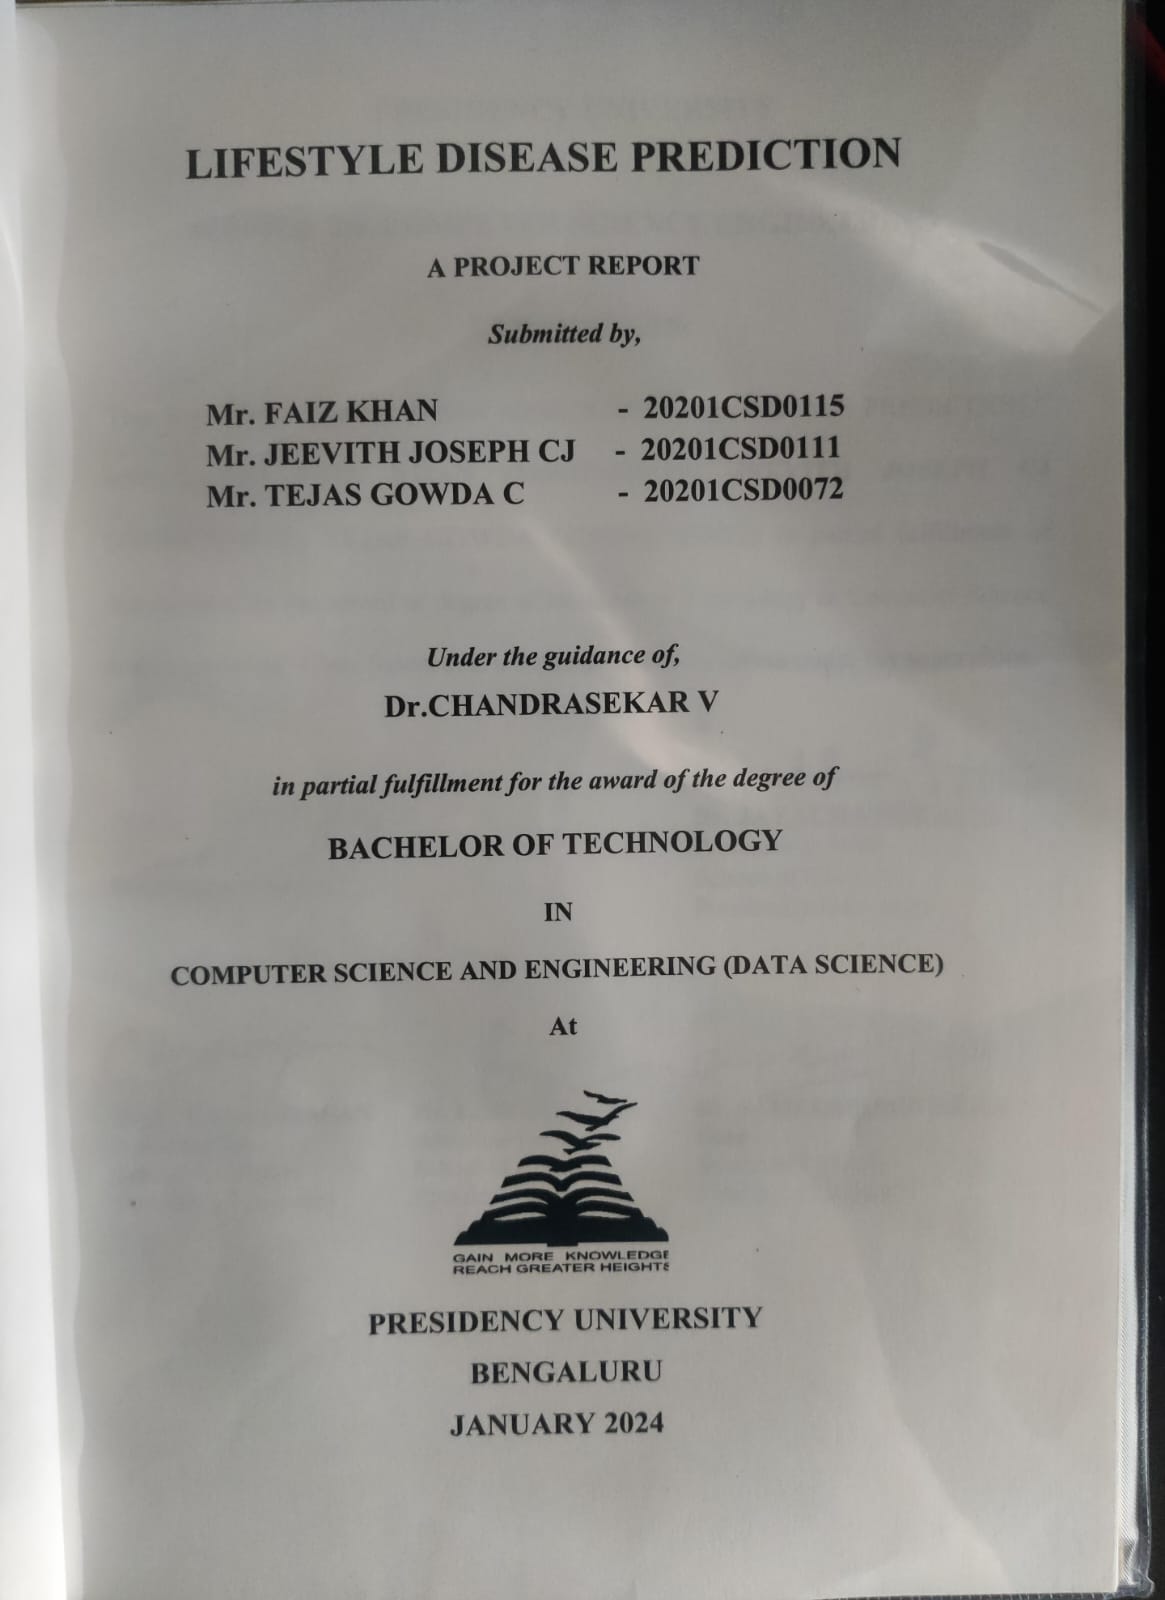 LIFESTYLE DISEASE PREDICTION
A PROJECT REPORT
Submitted by,
Mr. FAIZ KHAN - 20201CSD0115
Mr. JEEVITH JOSEPH CJ - 20201CSD0111
Mr. TEJAS GOWDA C - 20201CSD0072
Under the guidance of,
Dr.CHANDRASEKAR V
in partial fulfillment for the award of the degree of
BACHELOR OF TECHNOLOGY
IN
COMPUTER SCIENCE AND ENGINEERING (DATA SCIENCE)
At
GAIN MORE KNOWLEDGE
REACH GREATER HEIGHTS
PRESIDENCY UNIVERSITY
BENGALURU
JANUARY 2024